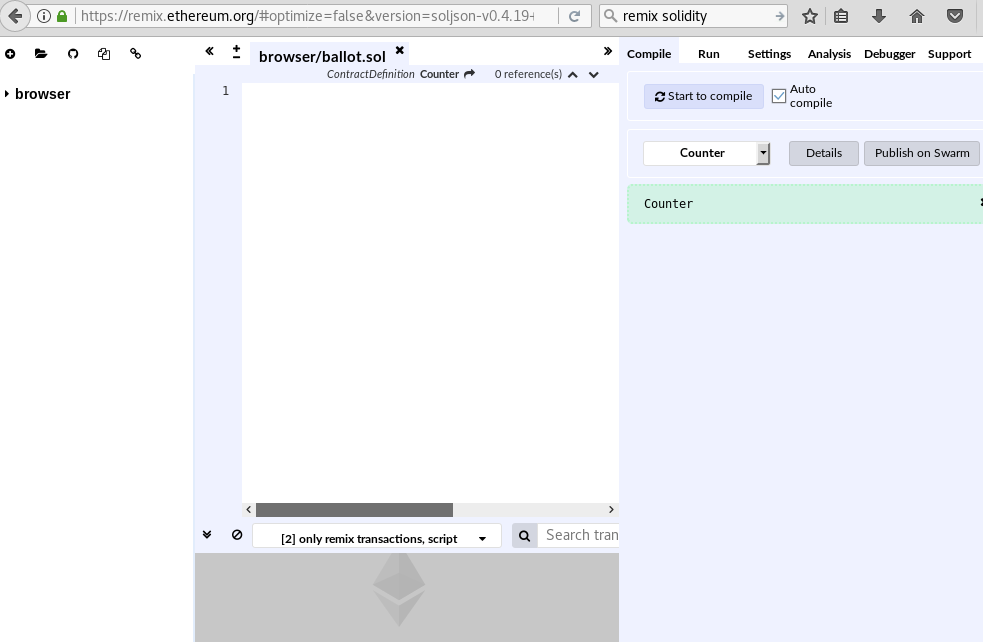 https://remix.ethereum.org/#optimize=false&version=soljson-v0.4.19+
remix solidity
browser/ballot.sol
Compile
Run
Settings
Analysis
Debugger
Support
ContractDefinition Counter
0 reference(s)
browser
1
Start to compile
Auto
compile
Counter
Details
Publish on Swarm
Counter
[2] only remix transactions, script
Search tran